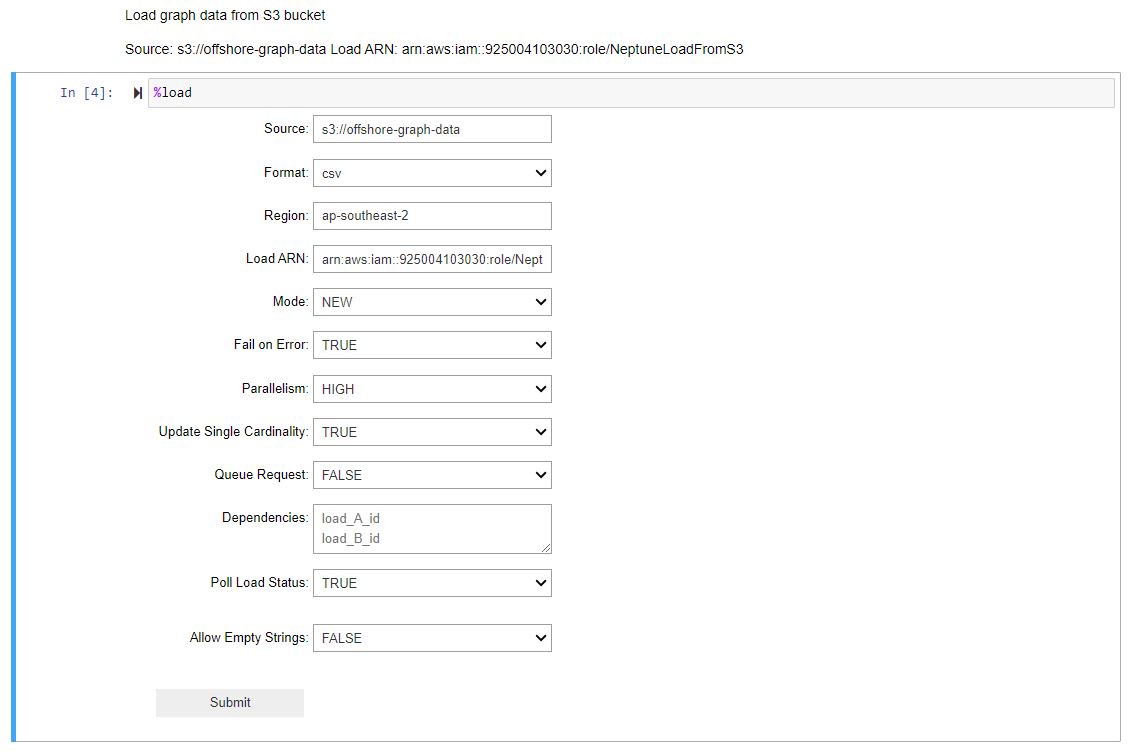 Load graph data from S3 bucket
Source: s3://offshore-graph-data Load ARN: arn:aws:iam::925004103030:role/NeptuneLoadFromS3
In [4]: %load
Source: s3://offshore-graph-data
Format: csv
Region: ap-southeast-2
Load ARN: arn:aws:iam::925004103030:role/Nept
Mode: NEW
Fail on Error: TRUE
Parallelism: HIGH
Update Single Cardinality: TRUE
Queue Request: FALSE
Dependencies: load_A_id
load_B_id
Poll Load Status: TRUE
Allow Empty Strings: FALSE
Submit